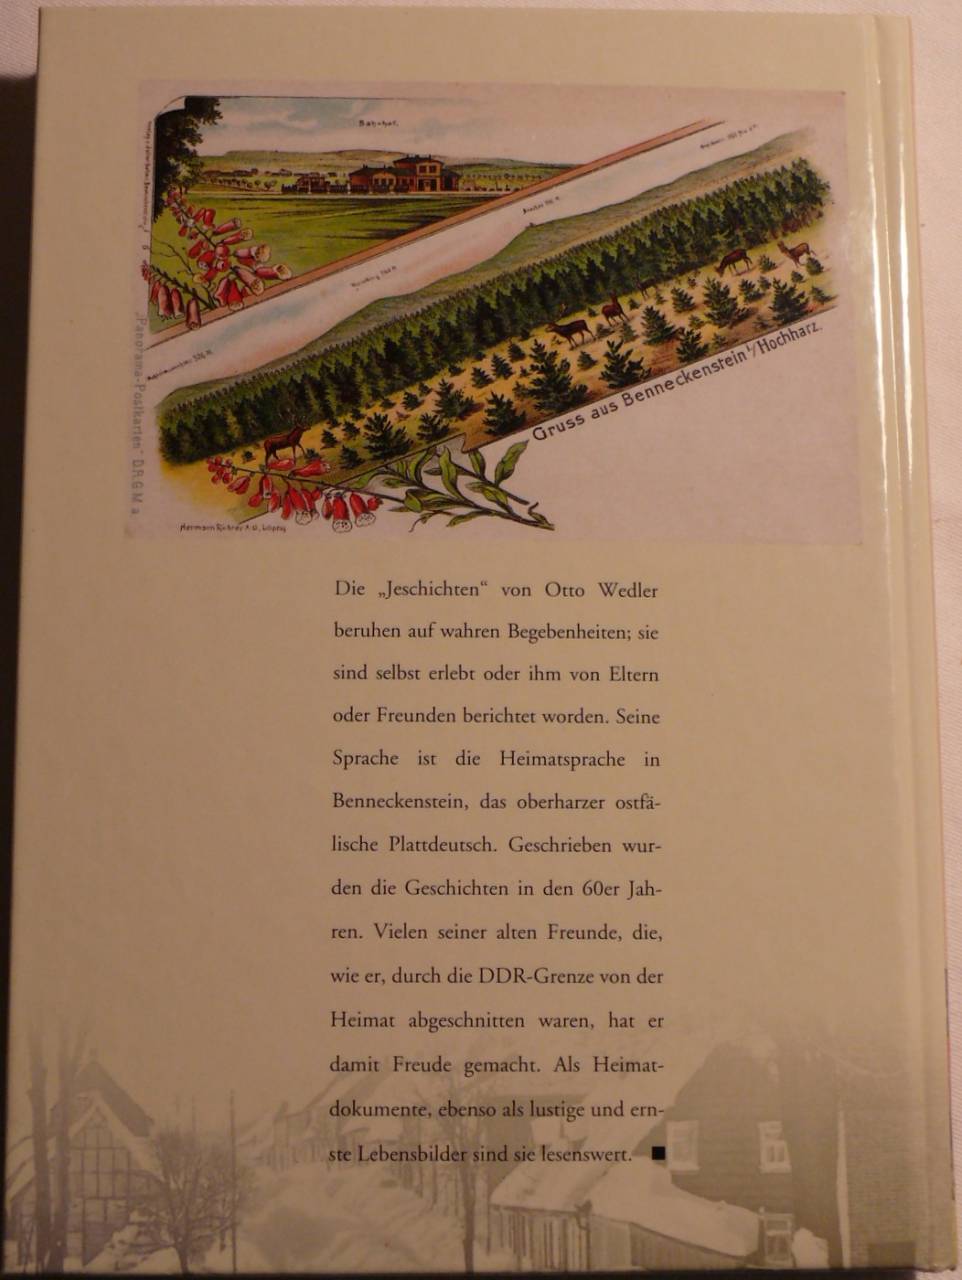 Bahnhof.
Gruss aus Benneckenstein i/Hochharz.
„Panorama-Postkarten" D.R.G.M a.
Die „Jeschichten“ von Otto Wedler
beruhen auf wahren Begebenheiten; sie
sind selbst erlebt oder ihm von Eltern
oder Freunden berichtet worden. Seine
Sprache ist die Heimatsprache in
Benneckenstein, das oberharzer ostfä-
lische Plattdeutsch. Geschrieben wur-
den die Geschichten in den 60er Jah-
ren. Vielen seiner alten Freunde, die,
wie er, durch die DDR-Grenze von der
Heimat abgeschnitten waren, hat er
damit Freude gemacht. Als Heimat-
dokumente, ebenso als lustige und ern-
ste Lebensbilder sind sie lesenswert.